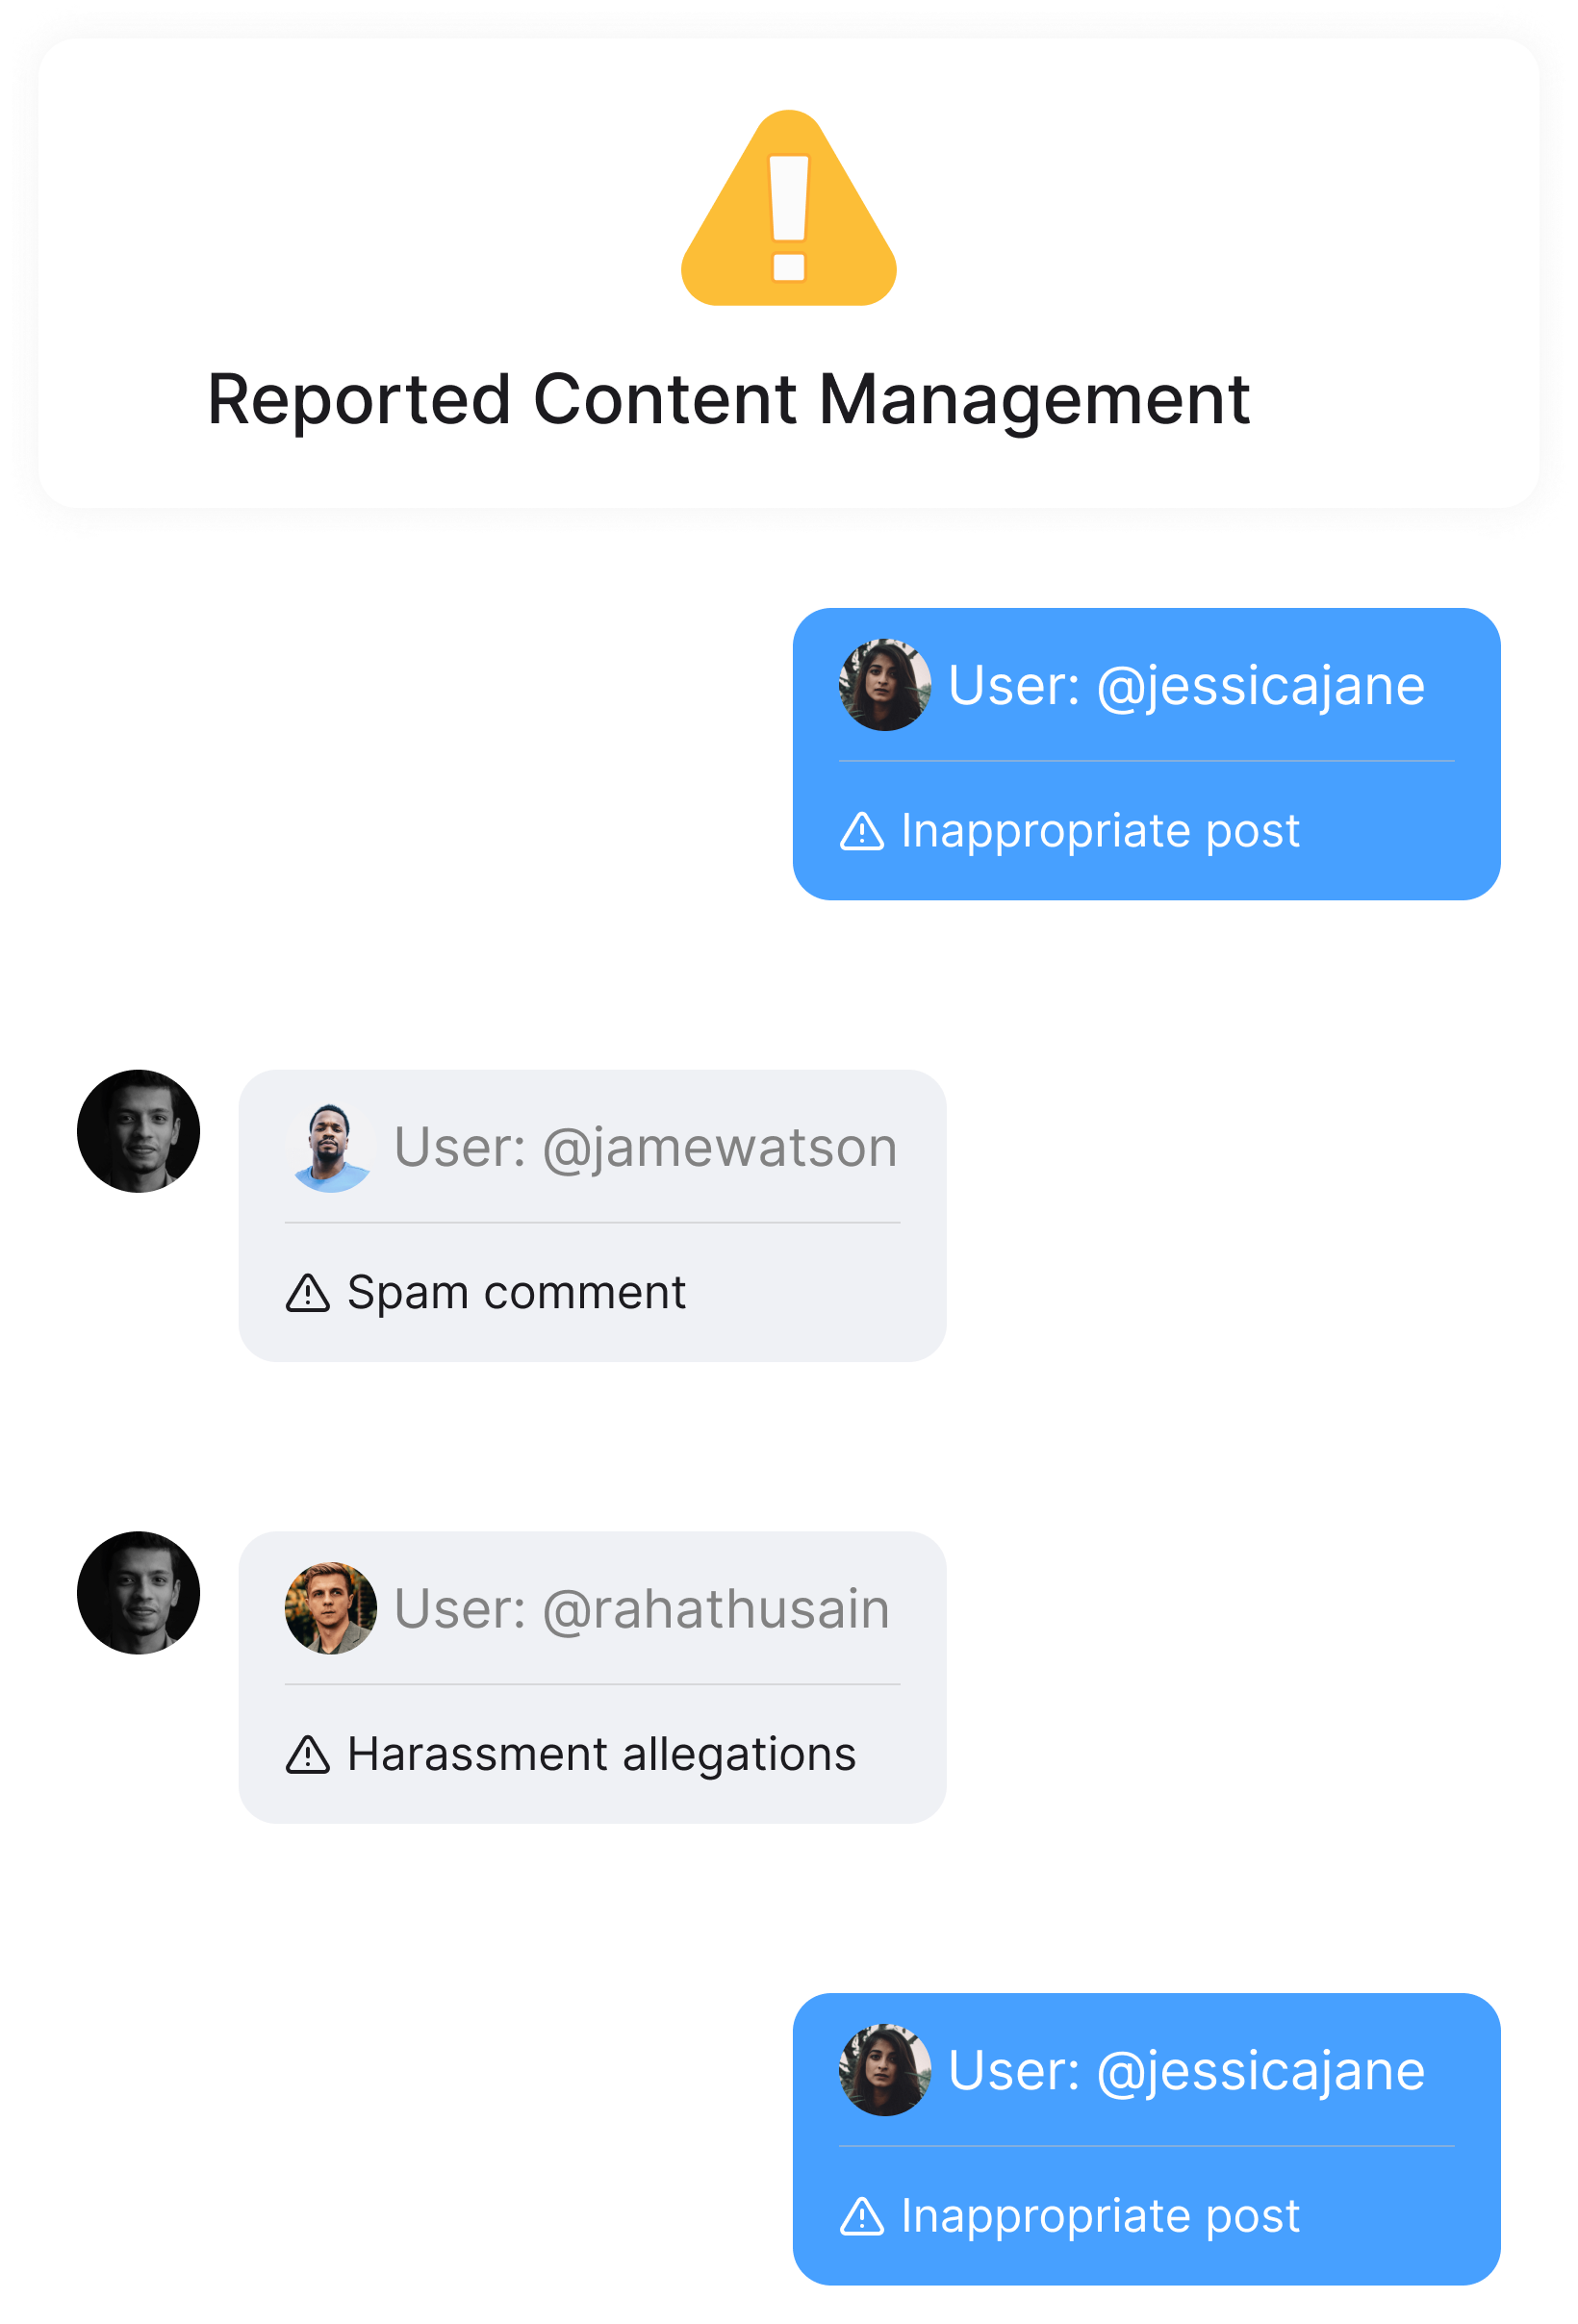 Reported Content Management
User: @jessicajane
Inappropriate post
User: @jamewatson
Spam comment
User: @rahathusain
Harassment allegations
User: @jessicajane
Inappropriate post